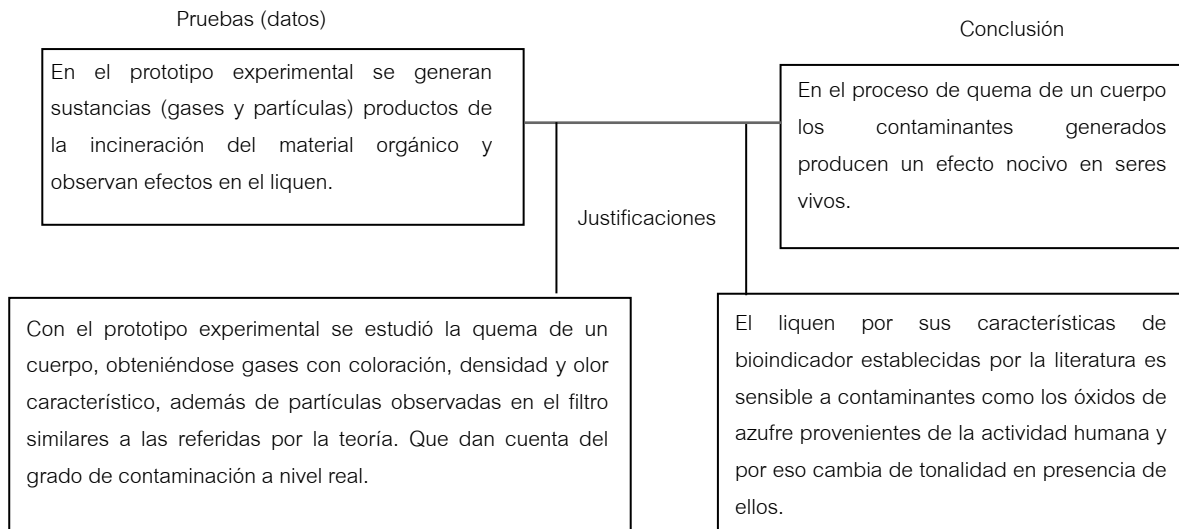 Pruebas (datos)
En el prototipo experimental se generan
sustancias (gases y partículas) productos de
la incineración del material orgánico y
observan efectos en el liquen.
Conclusión
En el proceso de quema de un cuerpo
los contaminantes generados
producen un efecto nocivo en seres
vivos.
Justificaciones
Con el prototipo experimental se estudió la quema de un
cuerpo, obteniéndose gases con coloración, densidad y olor
característico, además de partículas observadas en el filtro
similares a las referidas por la teoría. Que dan cuenta del
grado de contaminación a nivel real.
El liquen por sus características de
bioindicador establecidas por la literatura es
sensible a contaminantes como los óxidos de
azufre provenientes de la actividad humana y
por eso cambia de tonalidad en presencia de
ellos.